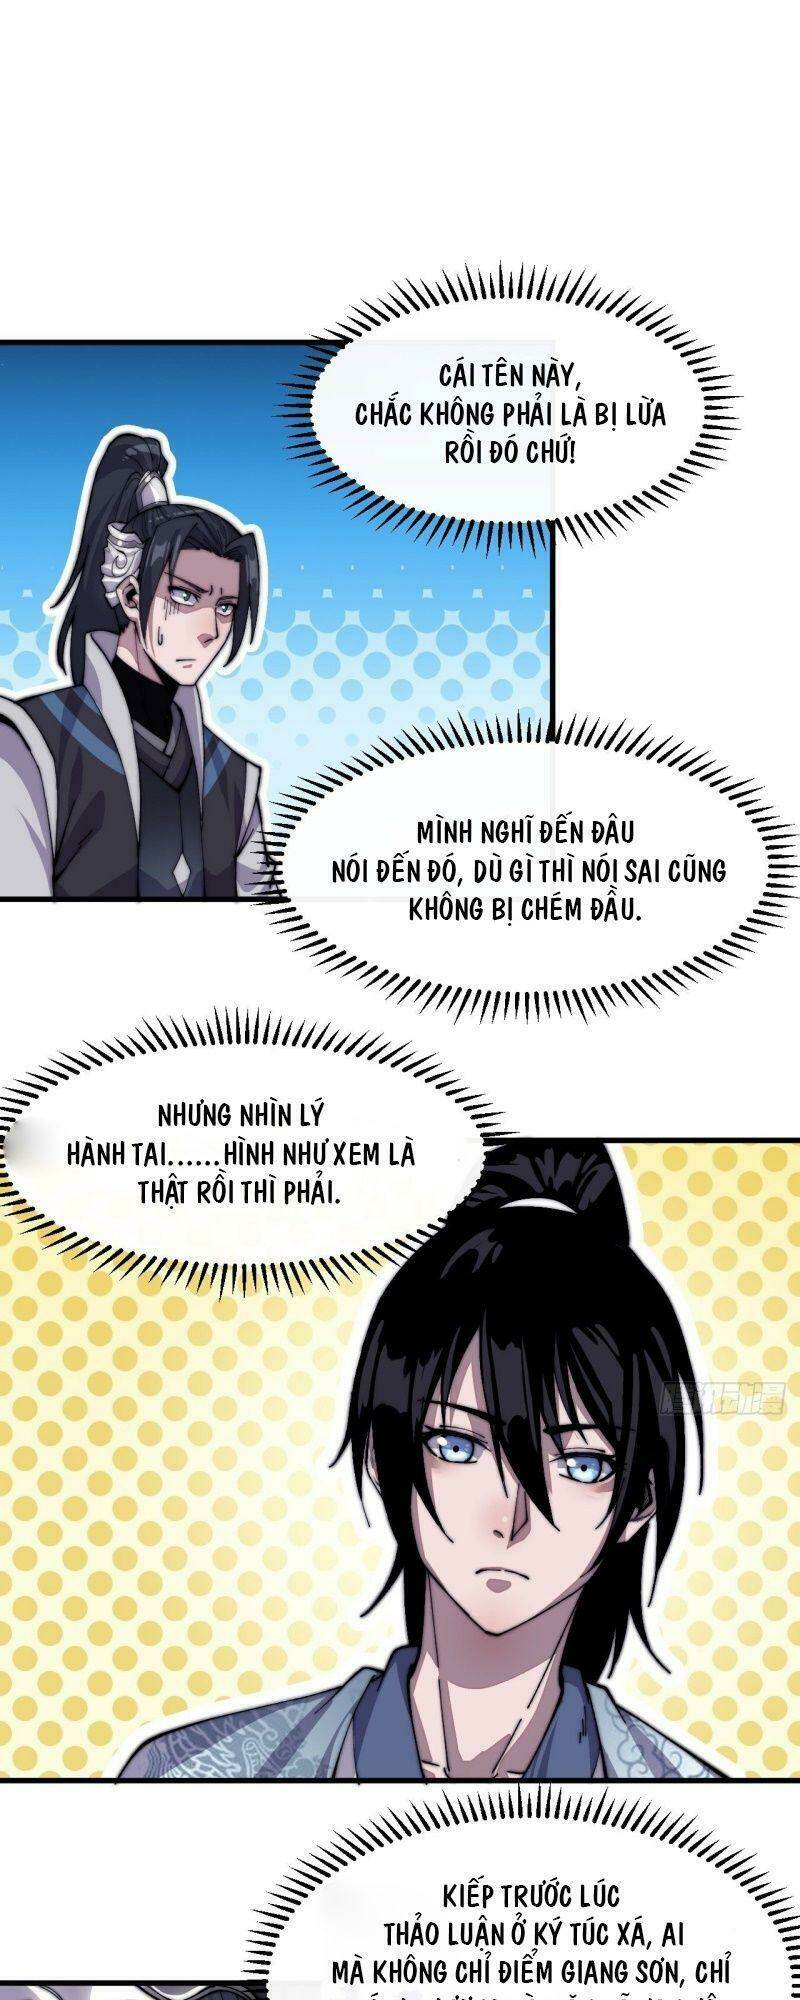 CÁI TÊN NÀY,
CHẮC KHÔNG PHẢI LÀ BỊ LỪA
RỒI ĐÓ CHỨ!
MÌNH NGHĨ ĐẾN ĐÂU
NÓI ĐẾN ĐÓ, DÙ GÌ THÌ NÓI SAI CŨNG
KHÔNG BỊ CHÉM ĐẦU.
NHƯNG NHÌN LÝ
HÀNH TAI......HÌNH NHƯ XEM LÀ
THẬT RỒI THÌ PHẢI.
KIẾP TRƯỚC LÚC
THẢO LUẬN Ở KÝ TÚC XÁ, AI
MÀ KHÔNG CHỈ ĐIỂM GIANG SƠN, CHỈ